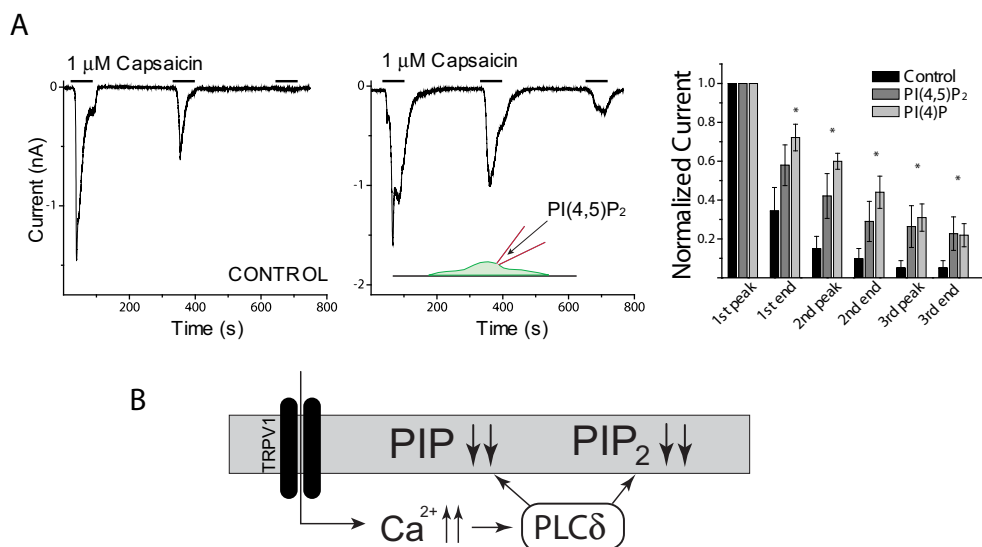 A
1 μM Capsaicin
0
-1
Current (nA)
CONTROL
0 200 400 600 800
Time (s)
1 μM Capsaicin
0
-1
-2
PI(4,5)P₂
0 200 400 600 800
Time (s)
Normalized Current
1.0
0.8
0.6
0.4
0.2
Control
PI(4,5)P₂
PI(4)P
* * * * *
1st peak
1st end
2nd peak
2nd end
3rd peak
3rd end
B
TRPV1
PIP
PIP₂
Ca²⁺
PLCδ